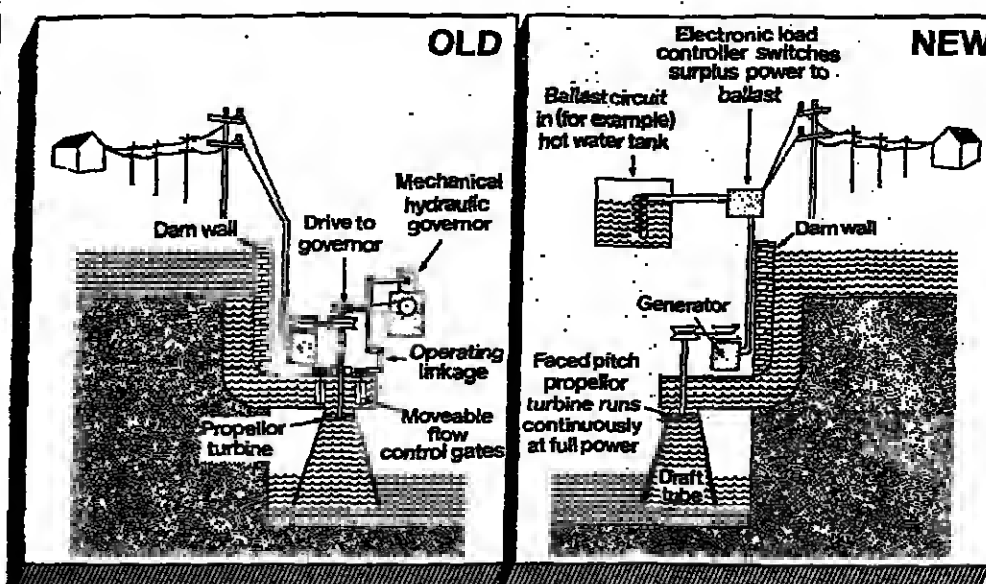 OLD
Mechanical
hydraulic
governor
Drive to
governor
Dam wall
Operating
linkage
Propellor
turbine
Moveable
flow
control gates
NEW
Electronic load
controller switches
surplus power to
ballast
Ballast circuit
in (for example)
hot water tank
Dam wall
Generator
Faced pitch
propellor
turbine runs
continuously
at full power
Draft
tube